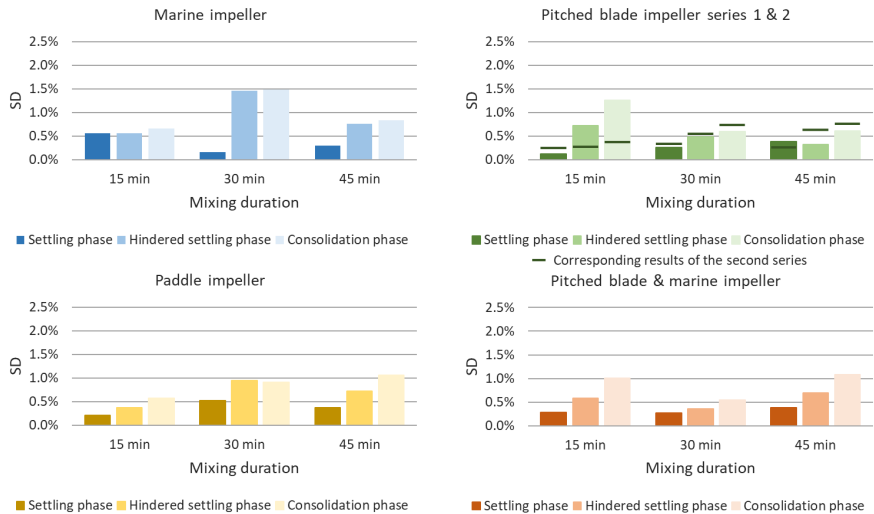 Marine impeller
2.5%
2.0%
1.5%
1.0%
0.5%
0.0%
SD
15 min 30 min 45 min
Mixing duration
Settling phase Hindered settling phase Consolidation phase
Pitched blade impeller series 1 & 2
2.5%
2.0%
1.5%
1.0%
0.5%
0.0%
SD
15 min 30 min 45 min
Mixing duration
Settling phase Hindered settling phase Consolidation phase
Corresponding results of the second series
Paddle impeller
2.5%
2.0%
1.5%
1.0%
0.5%
0.0%
SD
15 min 30 min 45 min
Mixing duration
Settling phase Hindered settling phase Consolidation phase
Pitched blade & marine impeller
2.5%
2.0%
1.5%
1.0%
0.5%
0.0%
SD
15 min 30 min 45 min
Mixing duration
Settling phase Hindered settling phase Consolidation phase